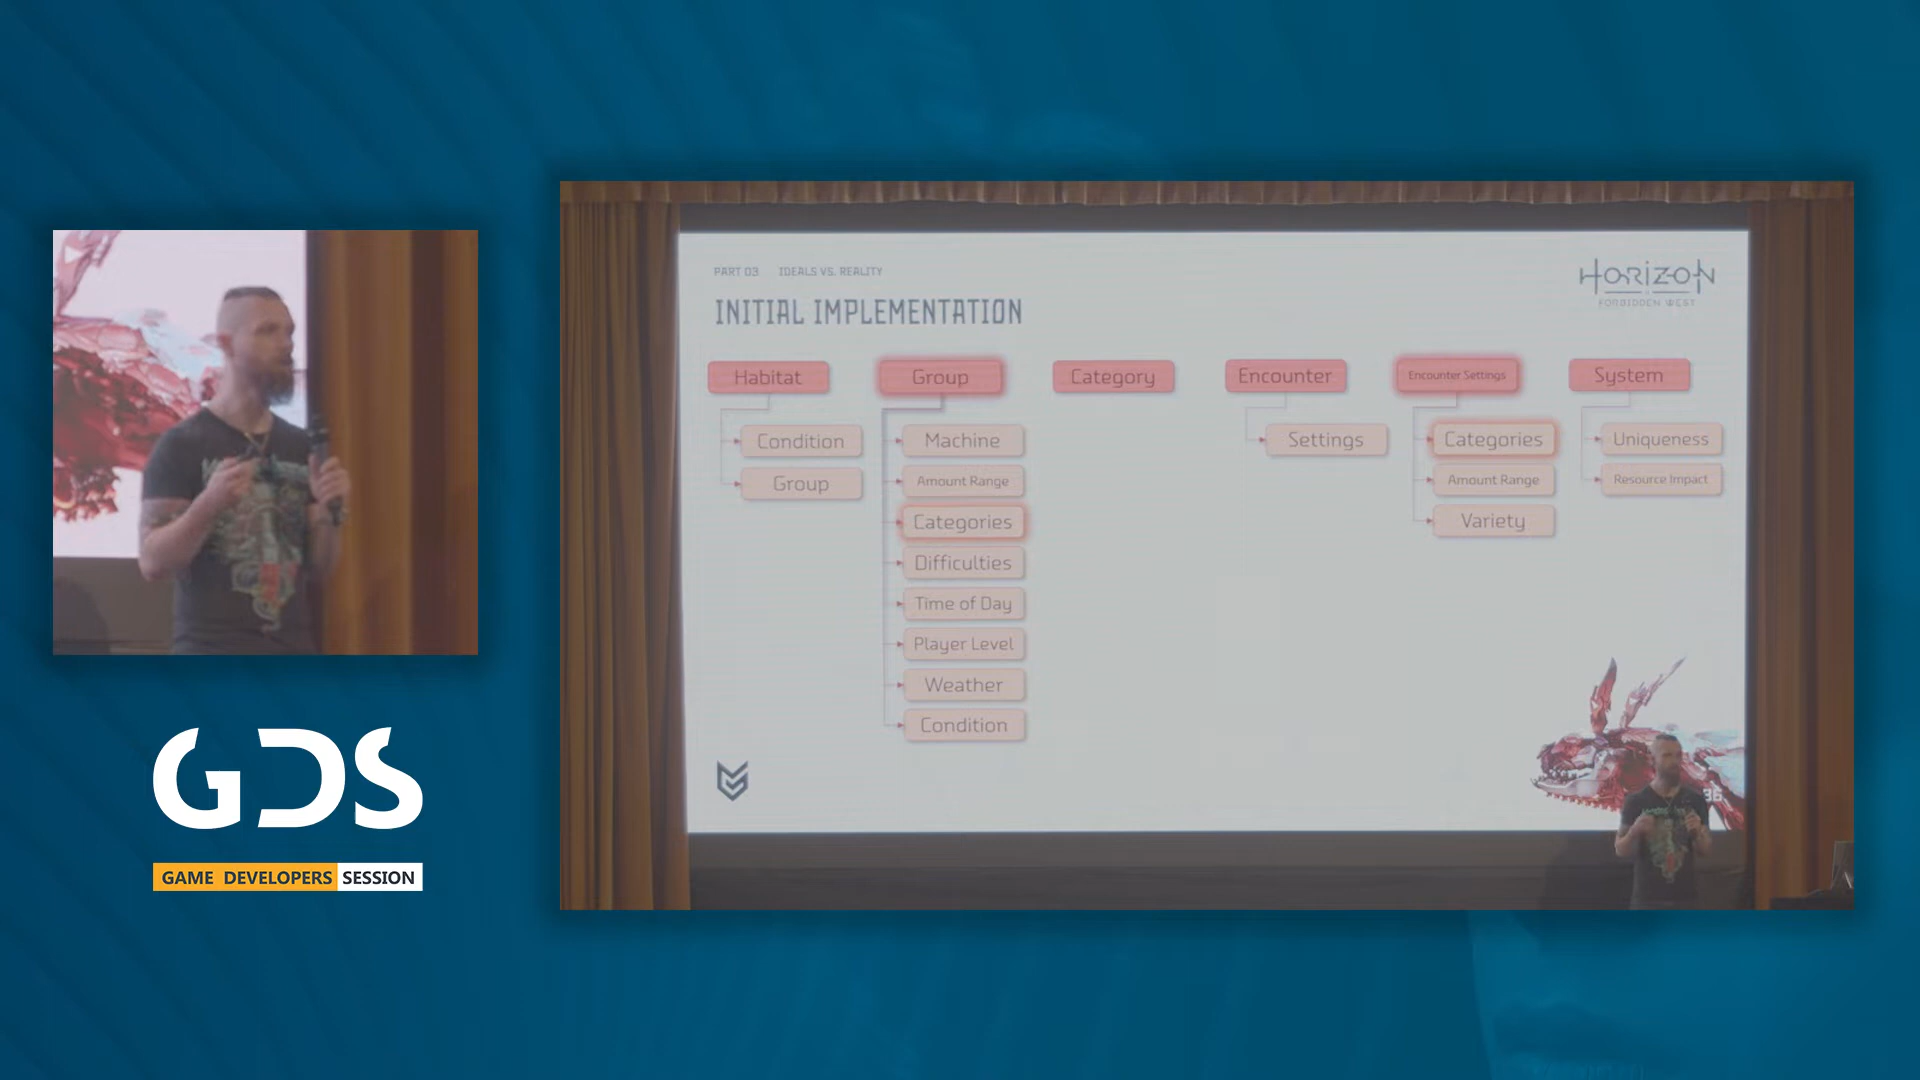 PART 03 IDEALS VS. REALITY
INITIAL IMPLEMENTATION
HORIZON
FORBIDDEN WEST
Habitat
Condition
Group
Group
Machine
Amount Range
Categories
Difficulties
Time of Day
Player Level
Weather
Condition
Category
Encounter
Settings
Encounter Settings
Categories
Amount Range
Variety
System
Uniqueness
Resource Impact
36
GDS
GAME DEVELOPERS SESSION